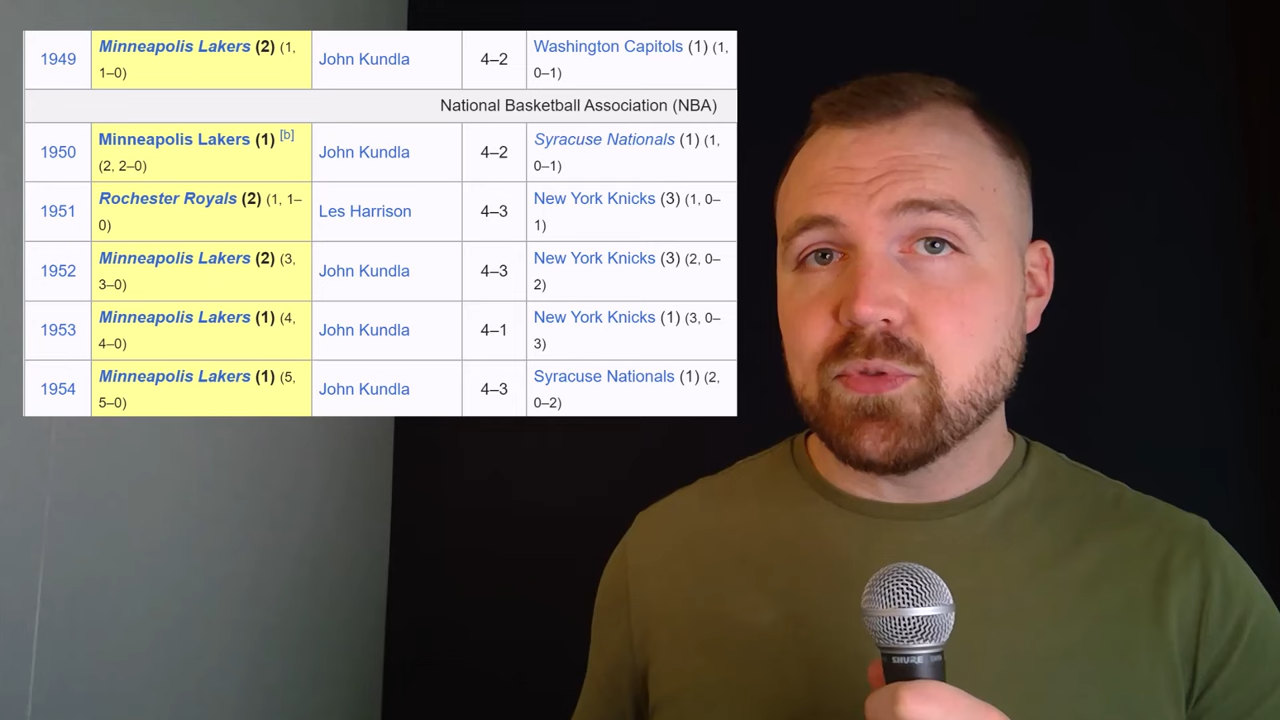 1949 Minneapolis Lakers (2) (1, John Kundla 4–2 Washington Capitols (1) (1,
1–0) 0–1)
National Basketball Association (NBA)
1950 Minneapolis Lakers (1) [b] John Kundla 4–2 Syracuse Nationals (1) (1,
(2, 2–0) 0–1)
1951 Rochester Royals (2) (1, 1– Les Harrison 4–3 New York Knicks (3) (1, 0–
0) 1)
1952 Minneapolis Lakers (2) (3, John Kundla 4–3 New York Knicks (3) (2, 0–
3–0) 2)
1953 Minneapolis Lakers (1) (4, John Kundla 4–1 New York Knicks (1) (3, 0–
4–0) 3)
1954 Minneapolis Lakers (1) (5, John Kundla 4–3 Syracuse Nationals (1) (2,
5–0) 0–2)
SHURE